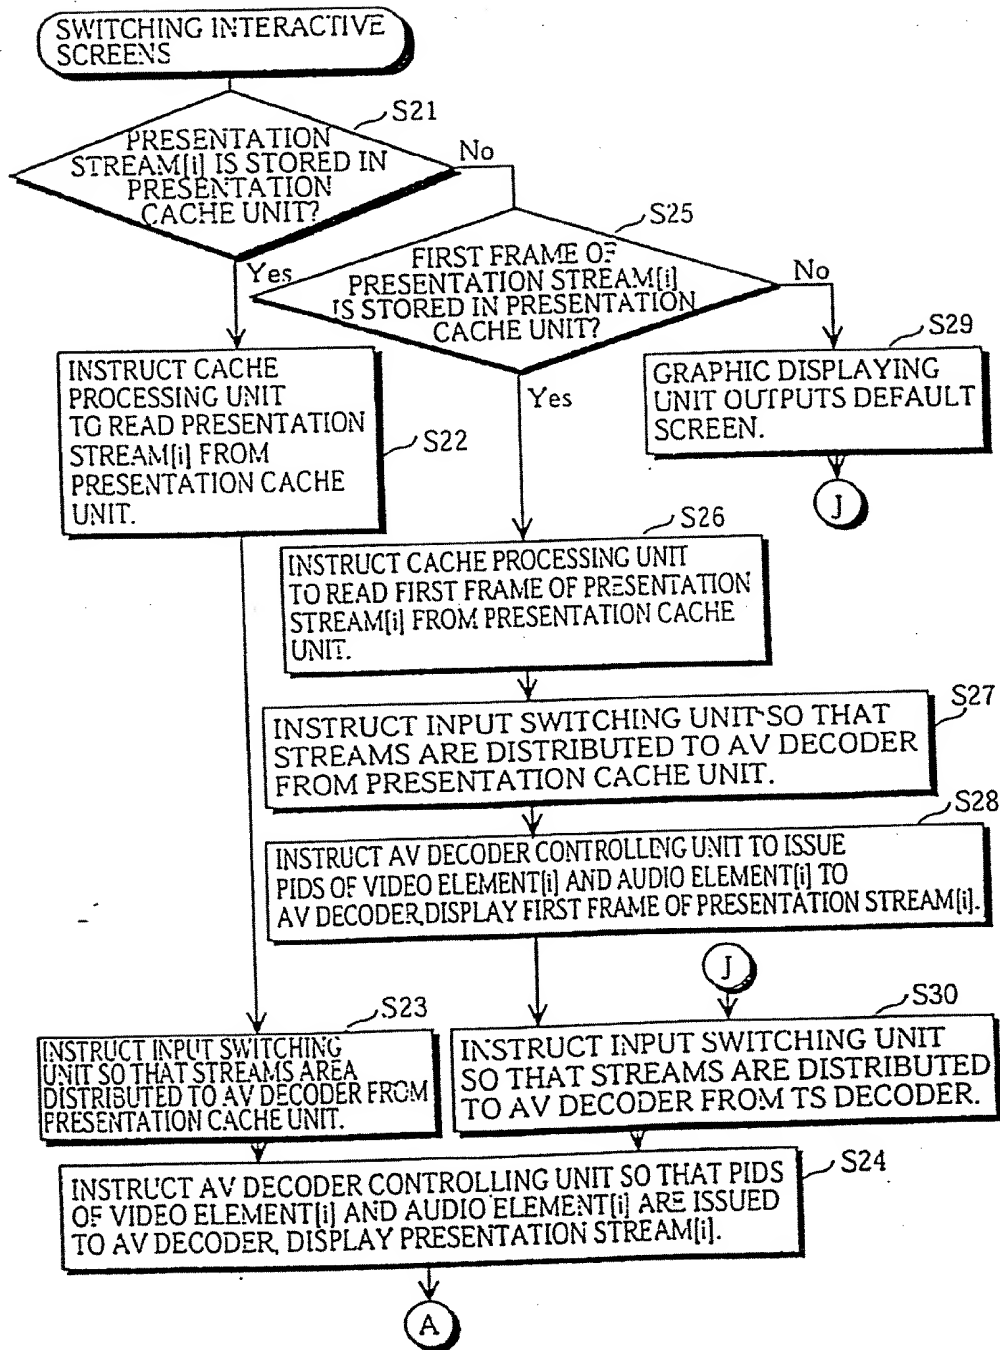 SWITCHING INTERACTIVE
SCREENS
S21
PRESENTATION
STREAM[i] IS STORED IN
PRESENTATION
CACHE UNIT?
No
Yes
S25
FIRST FRAME OF
PRESENTATION STREAM[i]
IS STORED IN PRESENTATION
CACHE UNIT?
No
Yes
S29
GRAPHIC DISPLAYING
UNIT OUTPUTS DEFAULT
SCREEN.
J
INSTRUCT CACHE
PROCESSING UNIT
TO READ PRESENTATION
STREAM[i] FROM
PRESENTATION CACHE
UNIT.
S22
S26
INSTRUCT CACHE PROCESSING UNIT
TO READ FIRST FRAME OF PRESENTATION
STREAM[i] FROM PRESENTATION CACHE
UNIT.
S27
INSTRUCT INPUT SWITCHING UNIT SO THAT
STREAMS ARE DISTRIBUTED TO AV DECODER
FROM PRESENTATION CACHE UNIT.
S28
INSTRUCT AV DECODER CONTROLLING UNIT TO ISSUE
PIDS OF VIDEO ELEMENT[i] AND AUDIO ELEMENT[i] TO
AV DECODER, DISPLAY FIRST FRAME OF PRESENTATION STREAM[i].
J
S23
INSTRUCT INPUT SWITCHING
UNIT SO THAT STREAMS AREA
DISTRIBUTED TO AV DECODER FROM
PRESENTATION CACHE UNIT.
S30
INSTRUCT INPUT SWITCHING UNIT
SO THAT STREAMS ARE DISTRIBUTED
TO AV DECODER FROM TS DECODER.
S24
INSTRUCT AV DECODER CONTROLLING UNIT SO THAT PIDS
OF VIDEO ELEMENT[i] AND AUDIO ELEMENT[i] ARE ISSUED
TO AV DECODER, DISPLAY PRESENTATION STREAM[i].
A